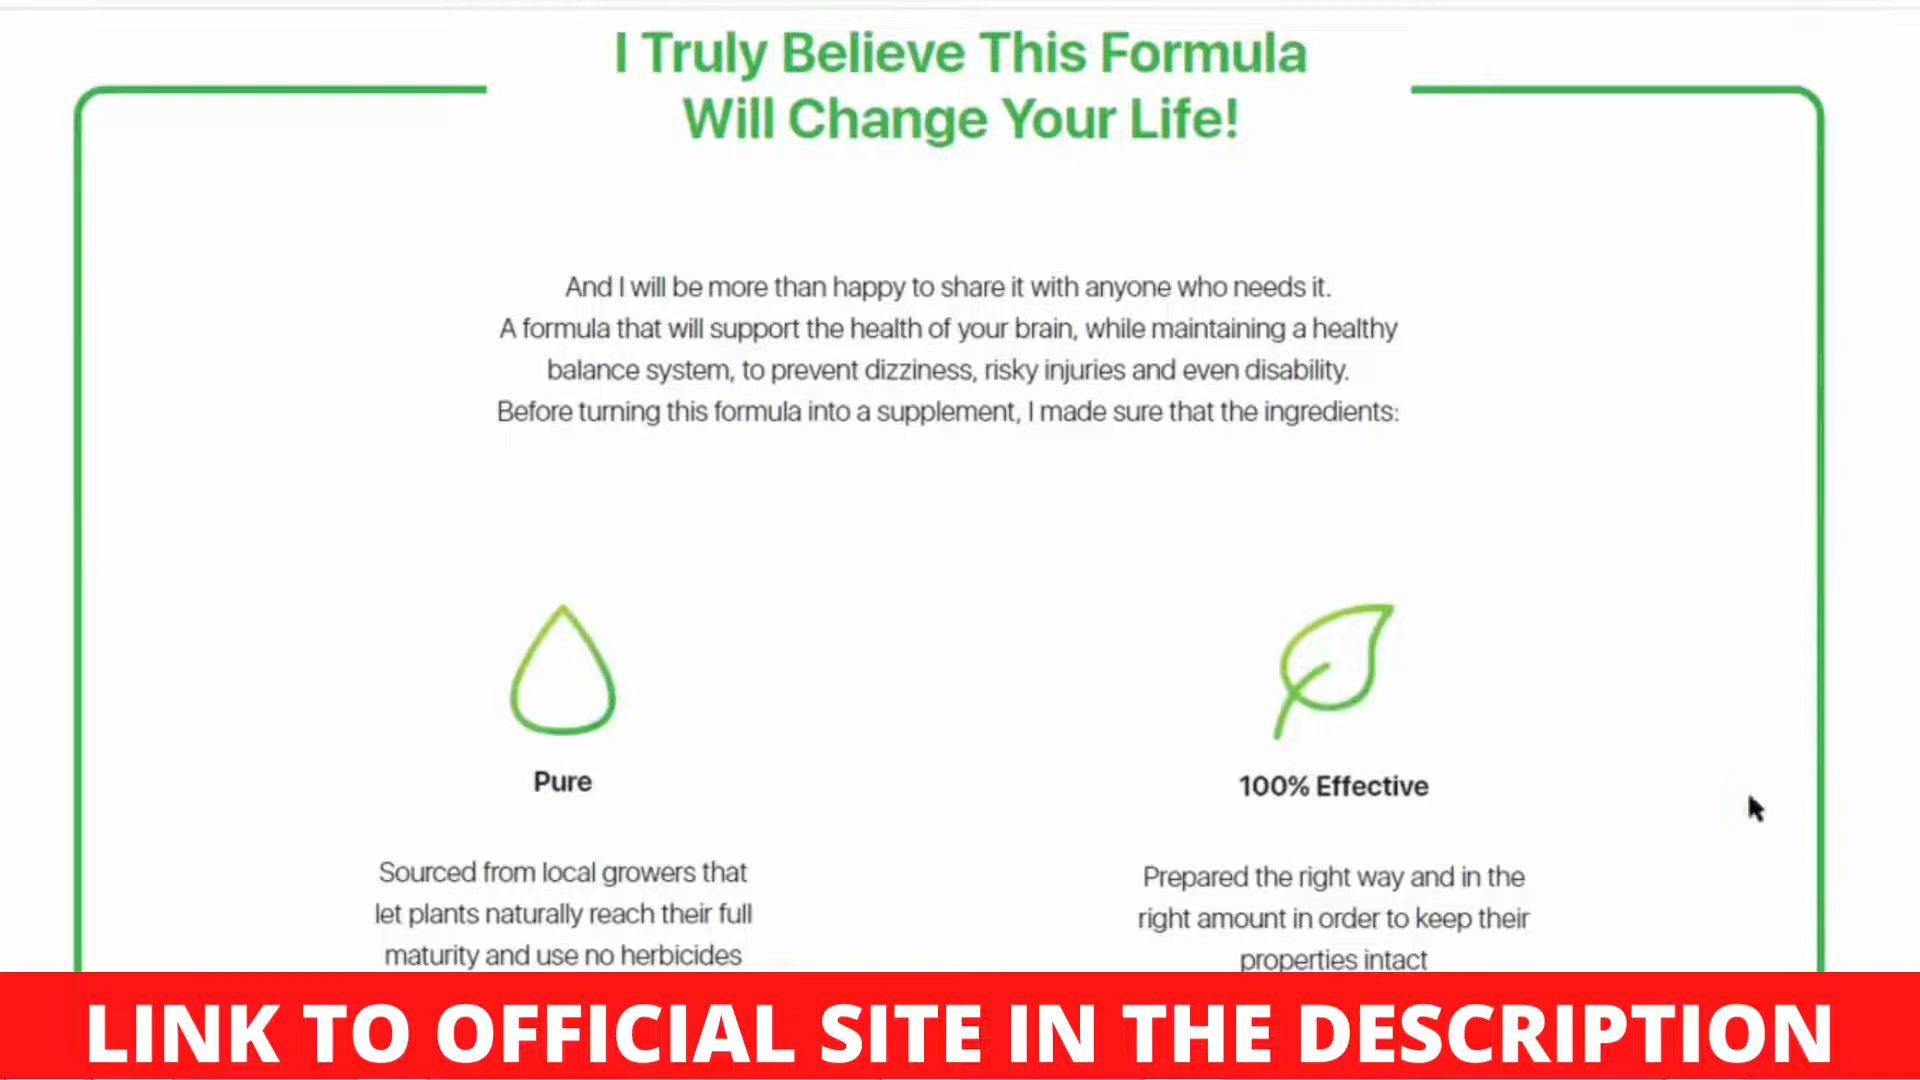 I Truly Believe This Formula
Will Change Your Life!
And I will be more than happy to share it with anyone who needs it.
A formula that will support the health of your brain, while maintaining a healthy
balance system, to prevent dizziness, risky injuries and even disability.
Before turning this formula into a supplement, I made sure that the ingredients:
Pure
Sourced from local growers that
let plants naturally reach their full
maturity and use no herbicides
100% Effective
Prepared the right way and in the
right amount in order to keep their
properties intact
LINK TO OFFICIAL SITE IN THE DESCRIPTION